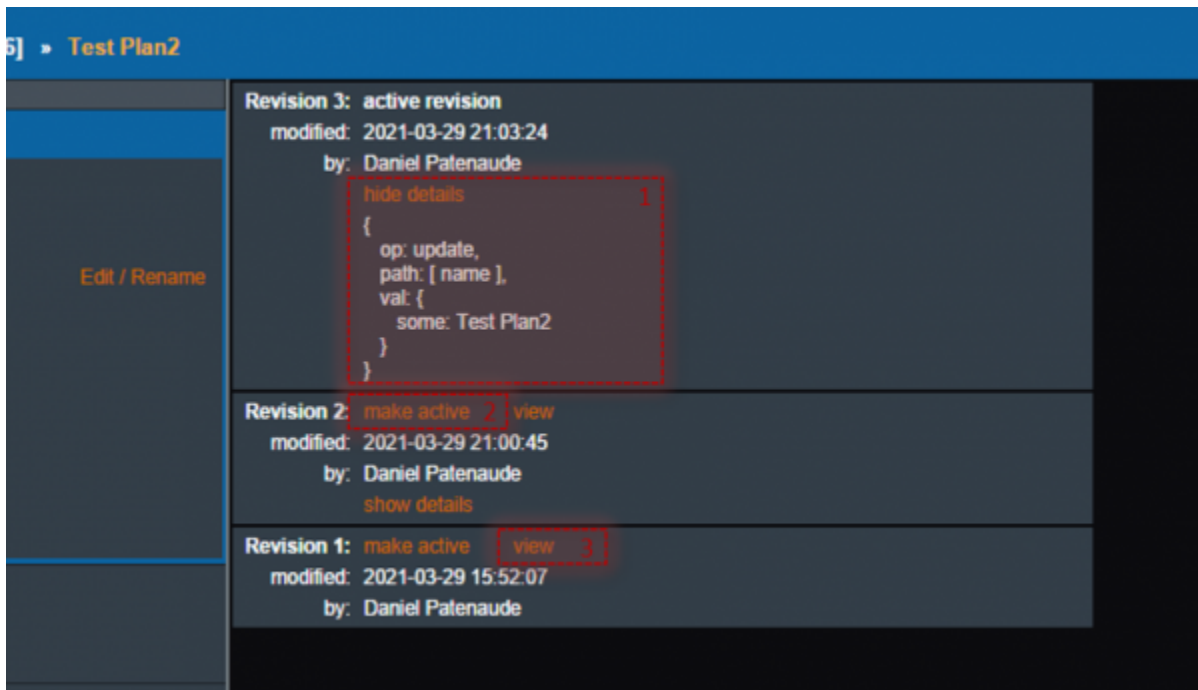 6] » Test Plan2
Edit / Rename
Revision 3: active revision
modified: 2021-03-29 21:03:24
by: Daniel Patenaude
hide details 1
{
op: update,
path: [ name ],
val: {
some: Test Plan2
}
}
Revision 2: make active 2 view
modified: 2021-03-29 21:00:45
by: Daniel Patenaude
show details
Revision 1: make active view 3
modified: 2021-03-29 15:52:07
by: Daniel Patenaude